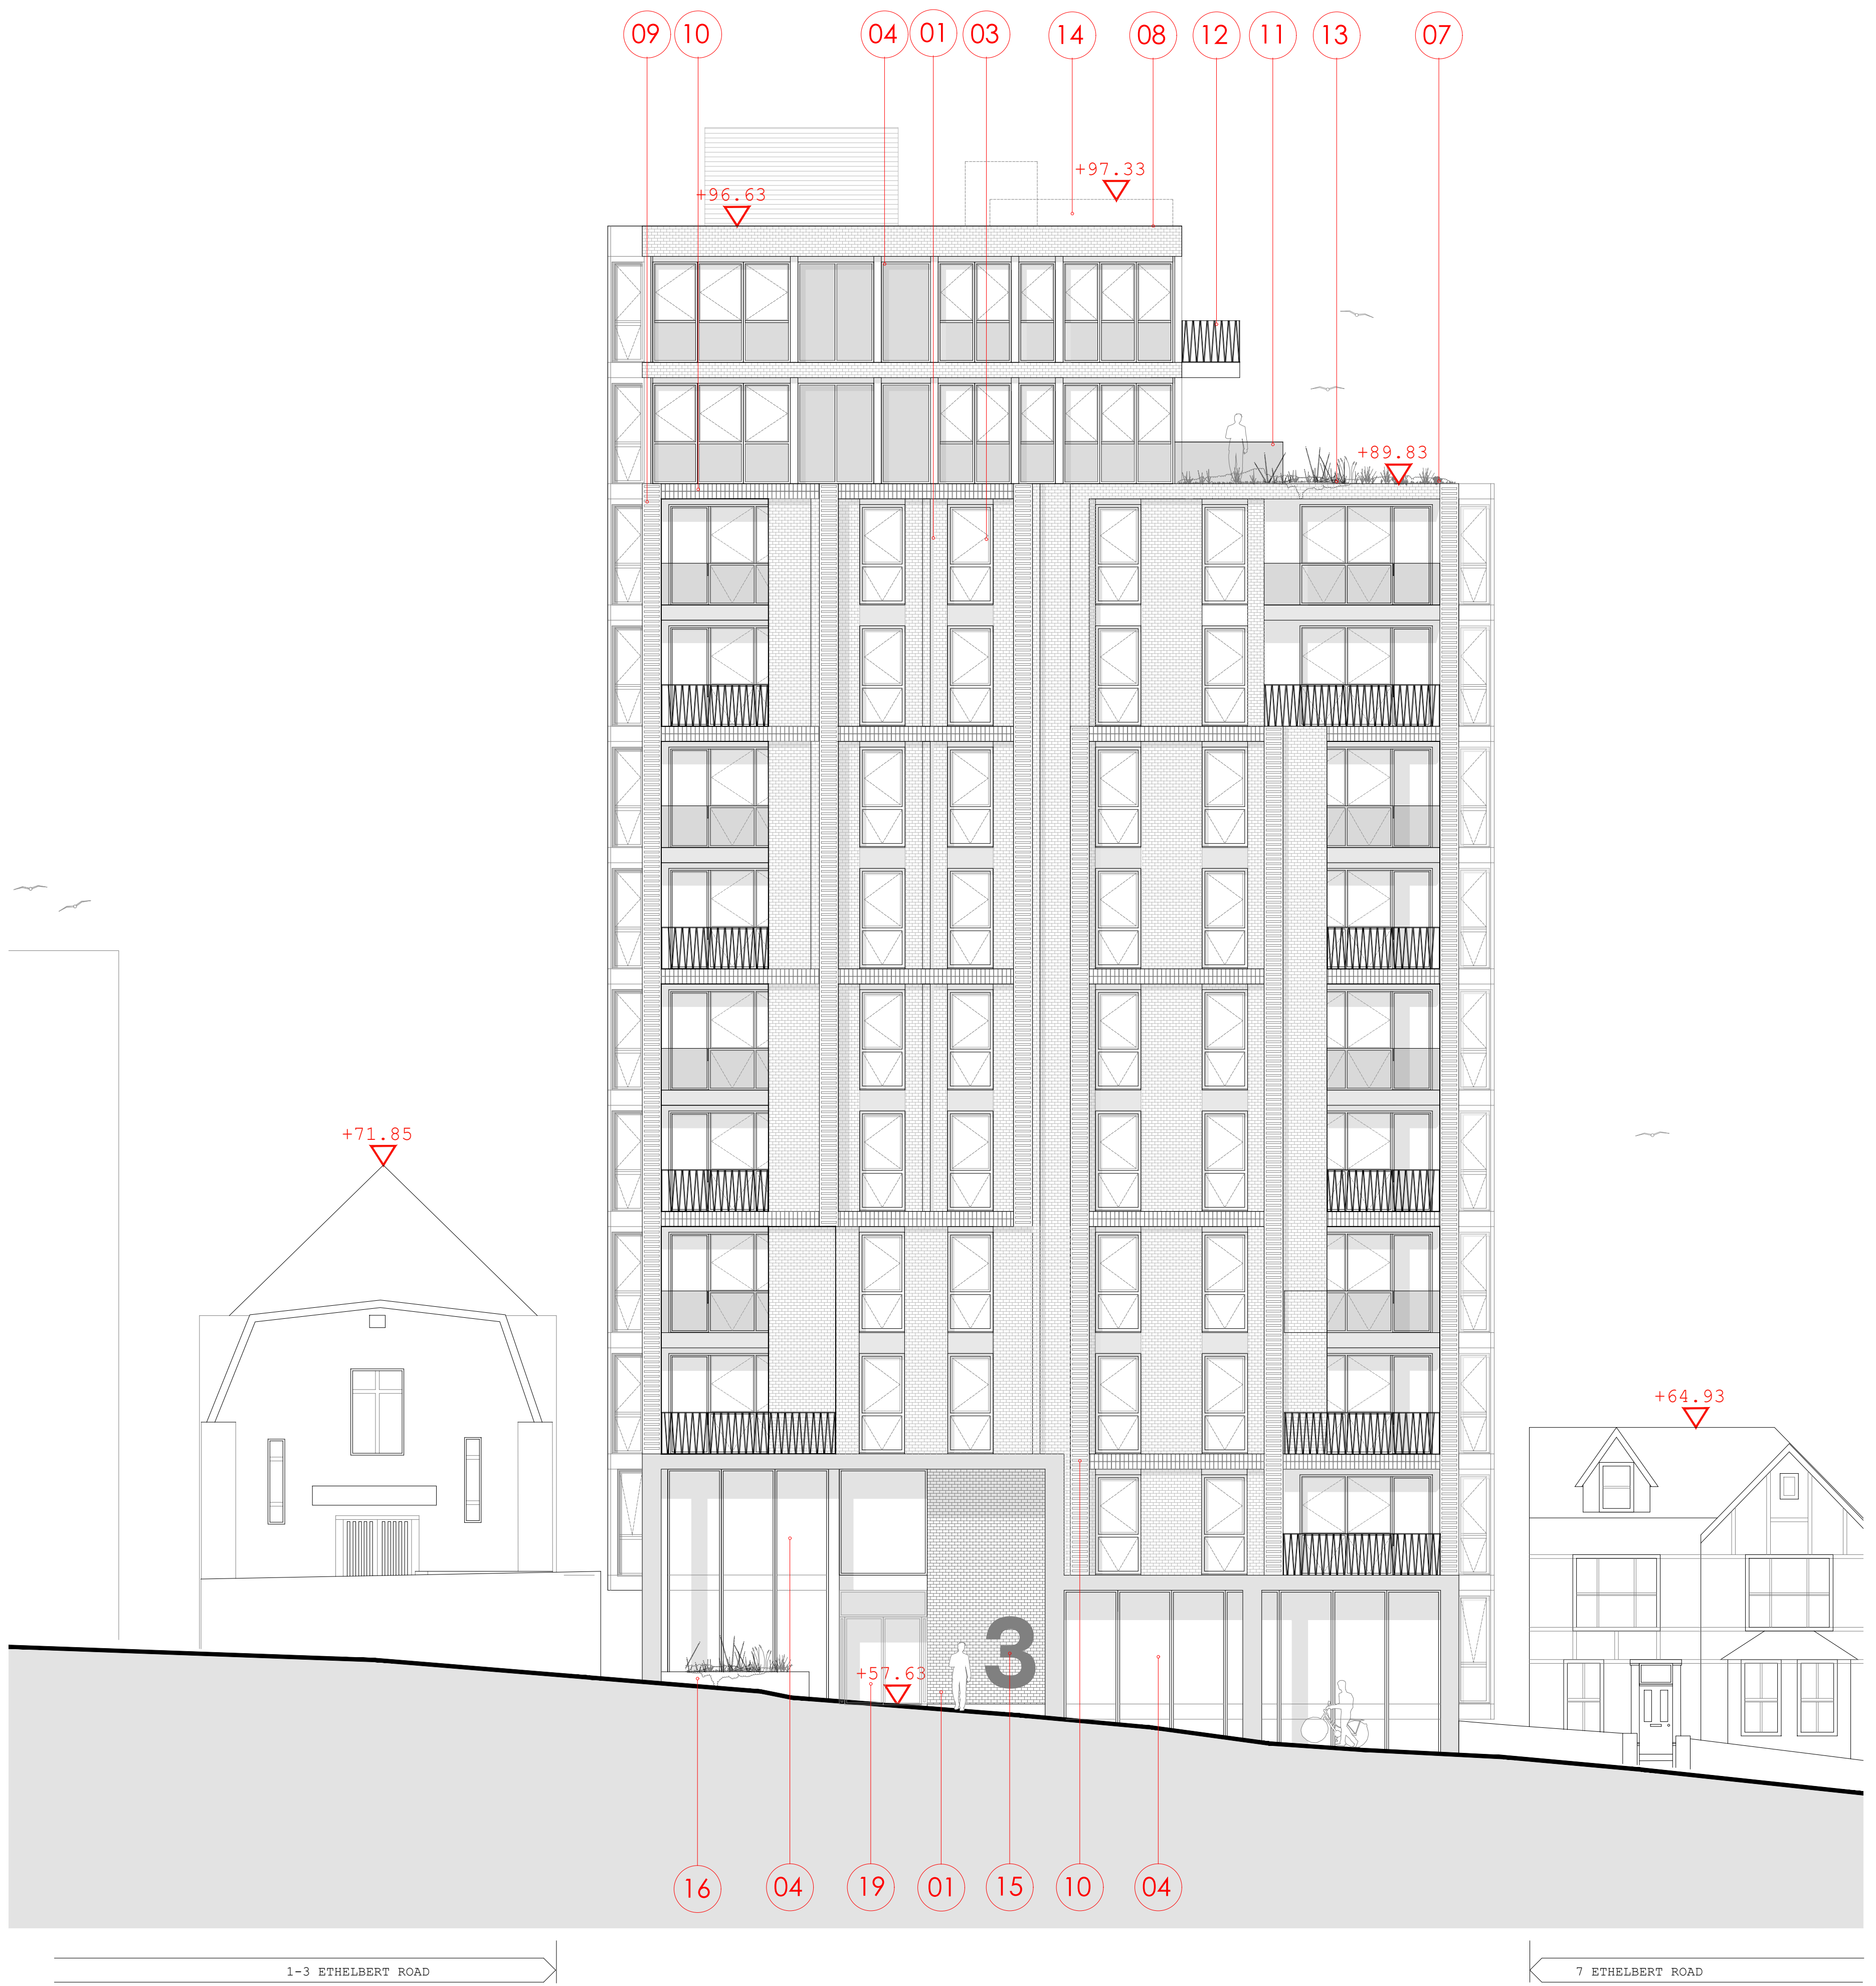 09 10 04 01 03 14 08 12 11 13 07
+97.33
+96.63
+89.83
+71.85
+64.93
3
+57.63
16 04 19 01 15 10 04
1-3 ETHELBERT ROAD
7 ETHELBERT ROAD